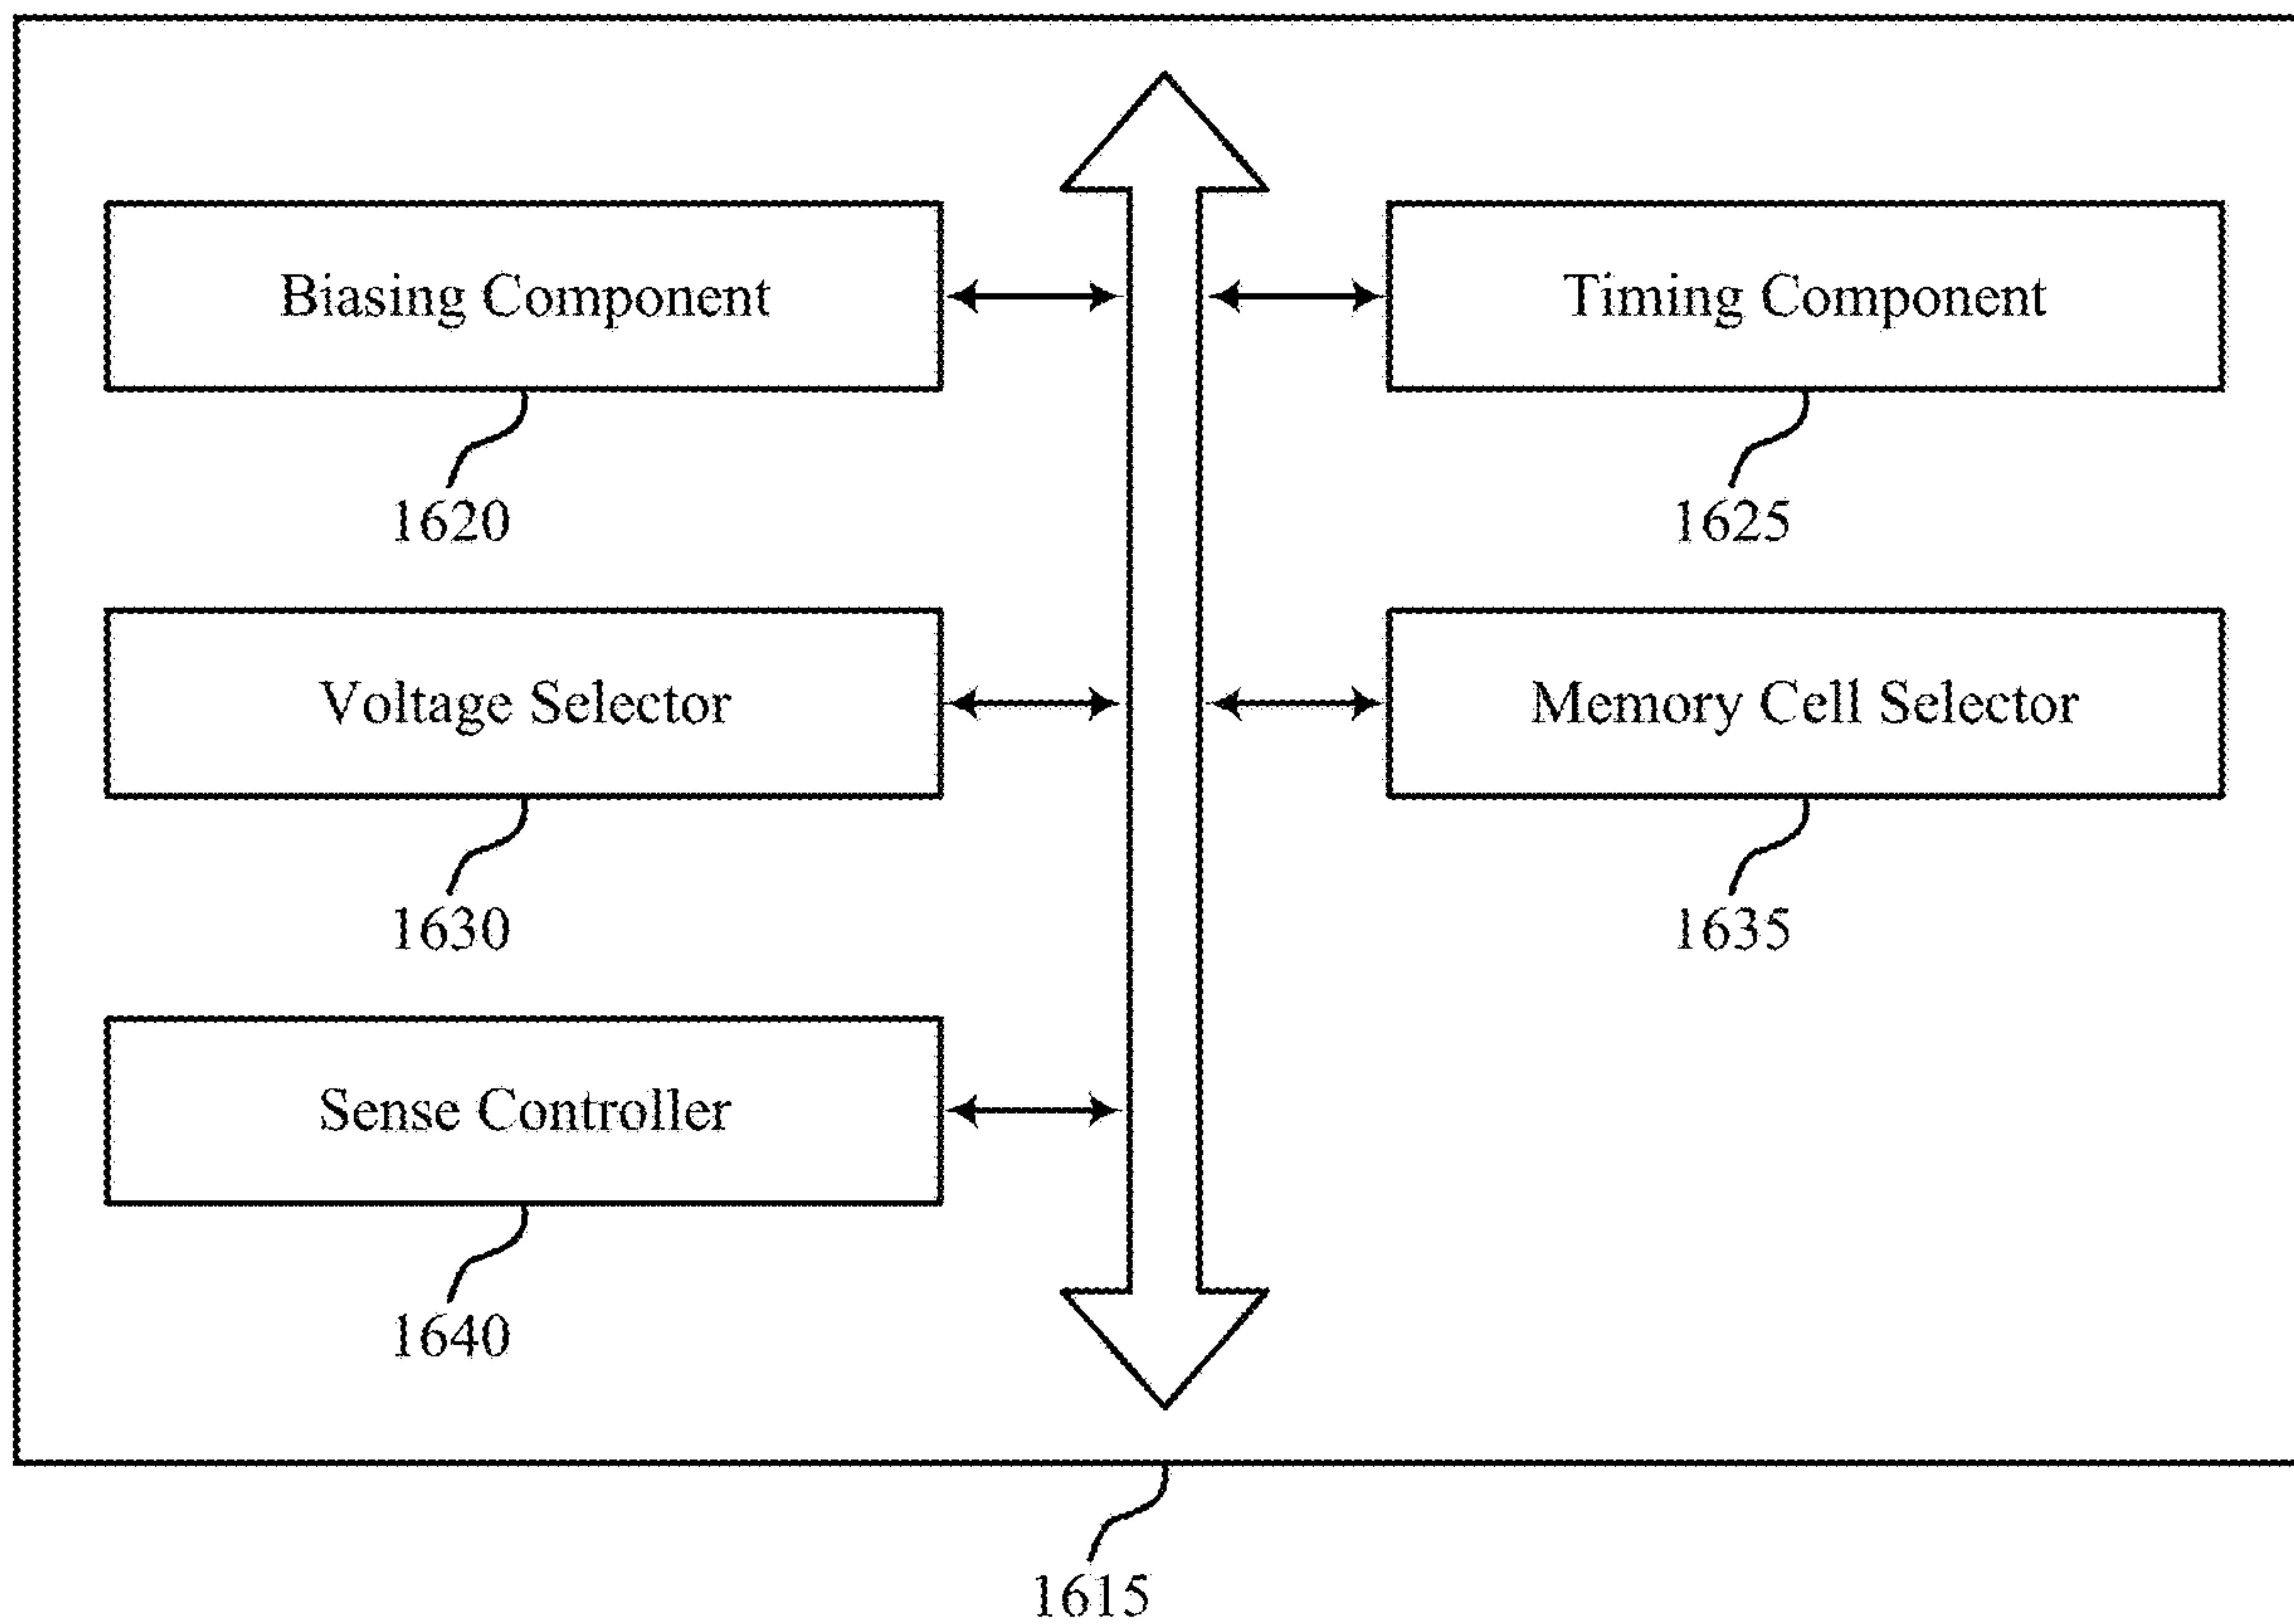 Biasing Component
Timing Component
1620
1625
Voltage Selector
Memory Cell Selector
1630
1635
Sense Controller
1640
1615